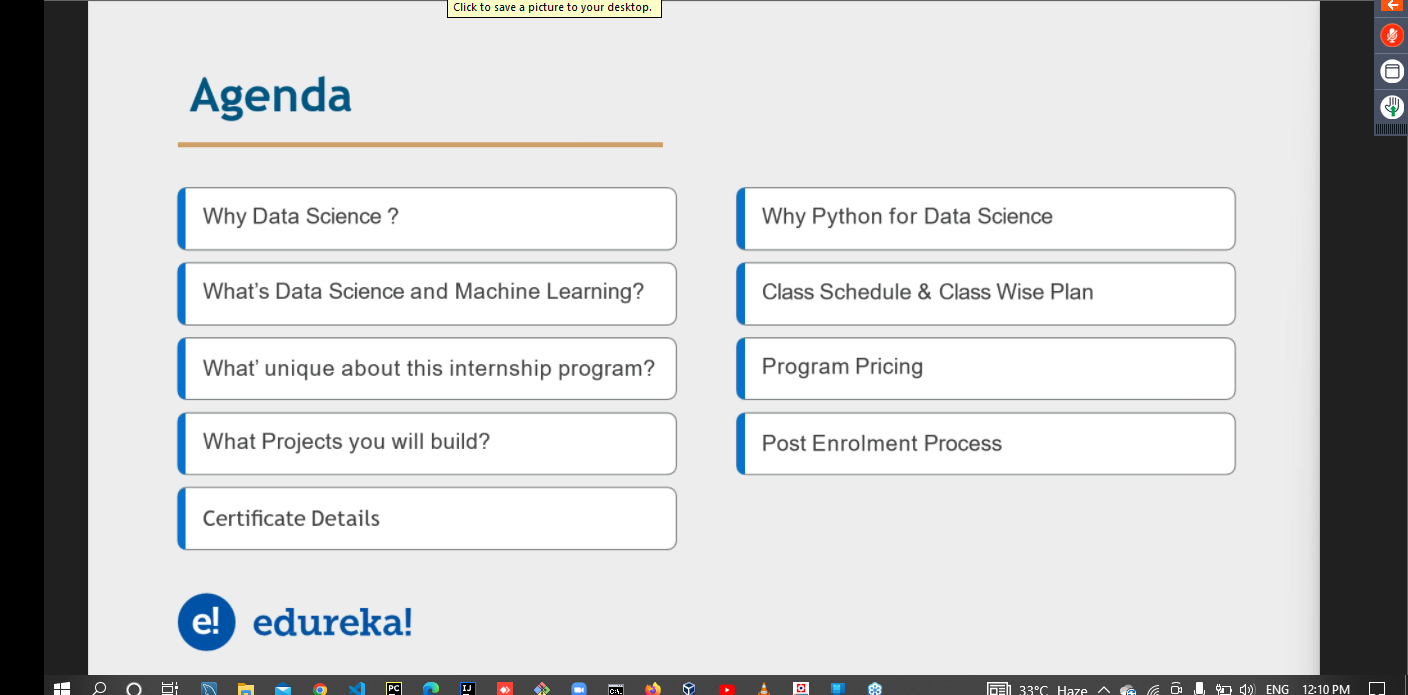 Click to save a picture to your desktop.
Agenda
Why Data Science ?
What's Data Science and Machine Learning?
What' unique about this internship program?
What Projects you will build?
Certificate Details
Why Python for Data Science
Class Schedule & Class Wise Plan
Program Pricing
Post Enrolment Process
e! edureka!
PC
IJ
C:\.
33°C Haze
ENG
12:10 PM